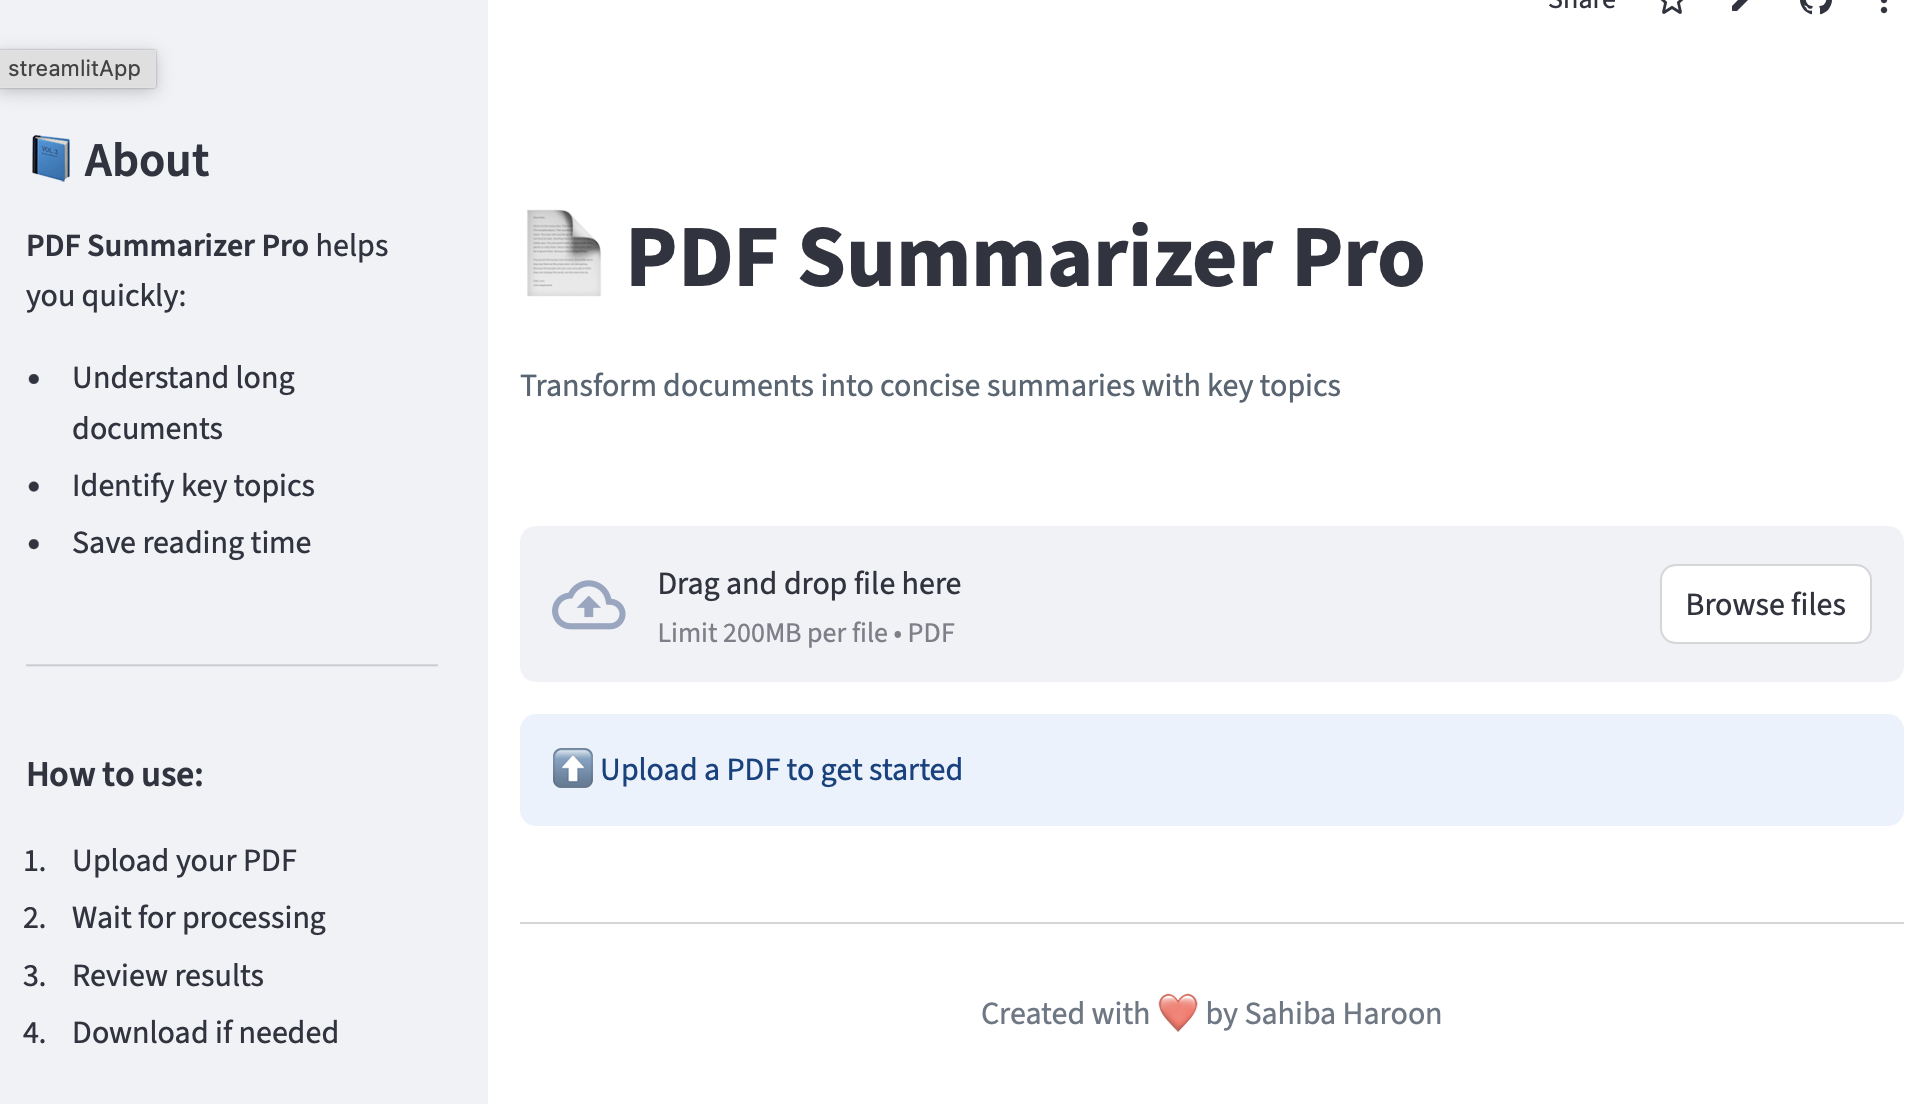 Share
streamlitApp
About
PDF Summarizer Pro helps
you quickly:
• Understand long
documents
• Identify key topics
• Save reading time
How to use:
1. Upload your PDF
2. Wait for processing
3. Review results
4. Download if needed
PDF Summarizer Pro
Transform documents into concise summaries with key topics
Drag and drop file here
Limit 200MB per file • PDF
Browse files
⬆️ Upload a PDF to get started
Created with ❤️ by Sahiba Haroon